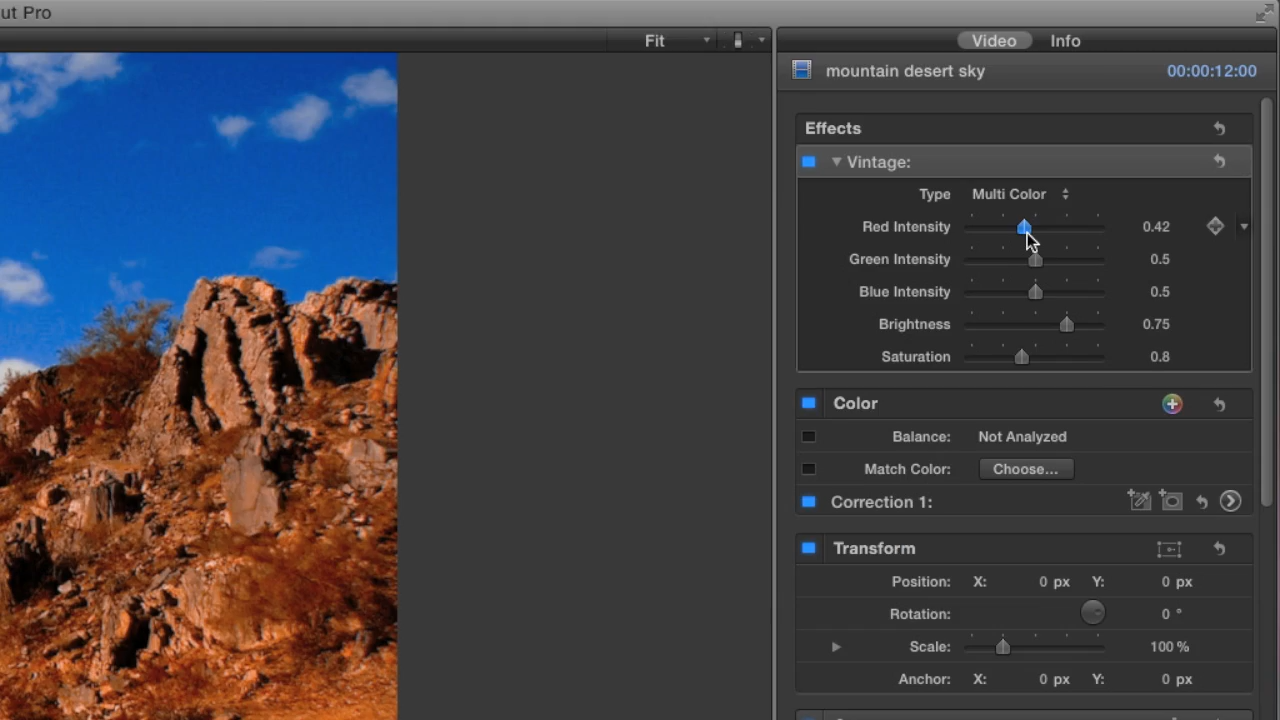 ut Pro
Fit
Video Info
mountain desert sky 00:00:12:00
Effects
Vintage:
Type Multi Color
Red Intensity 0.42
Green Intensity 0.5
Blue Intensity 0.5
Brightness 0.75
Saturation 0.8
Color
Balance: Not Analyzed
Match Color: Choose...
Correction 1:
Transform
Position: X: 0 px Y: 0 px
Rotation: 0 °
Scale: 100 %
Anchor: X: 0 px Y: 0 px